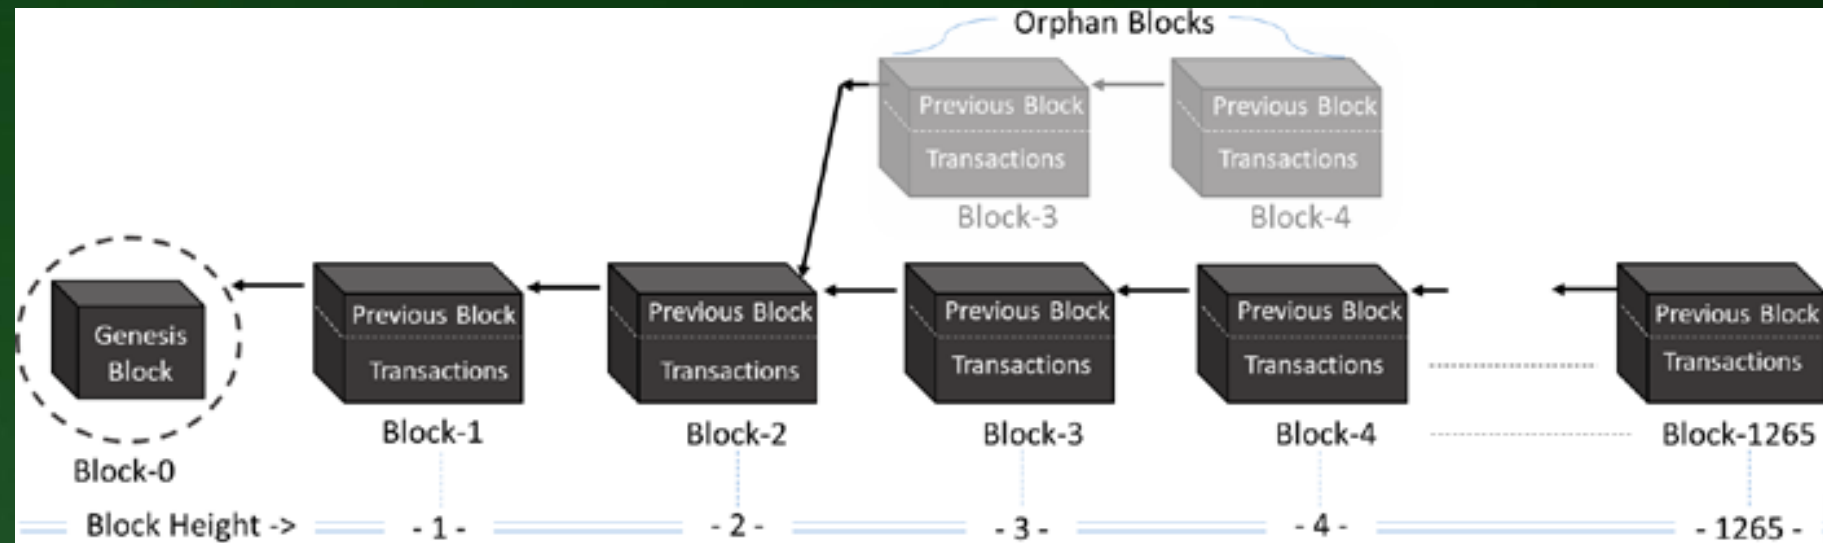 Orphan Blocks
Previous Block
Transactions
Block-3
Previous Block
Transactions
Block-4
Genesis
Block
Block-0
Previous Block
Transactions
Block-1
Previous Block
Transactions
Block-2
Previous Block
Transactions
Block-3
Previous Block
Transactions
Block-4
Previous Block
Transactions
Block-1265
Block Height -> - 1 - - 2 - - 3 - - 4 - - 1265 -